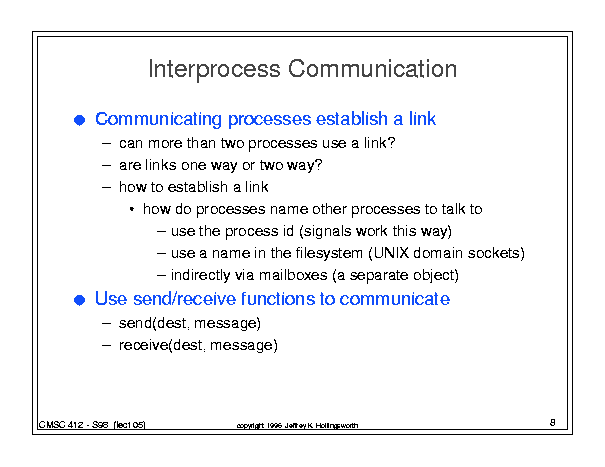 Interprocess Communication
● Communicating processes establish a link
– can more than two processes use a link?
– are links one way or two way?
– how to establish a link
• how do processes name other processes to talk to
– use the process id (signals work this way)
– use a name in the filesystem (UNIX domain sockets)
– indirectly via mailboxes (a separate object)
● Use send/receive functions to communicate
– send(dest, message)
– receive(dest, message)
CMSC 412 - S96 (lect 05)
copyright 1996 Jeffrey K. Hollingsworth
8